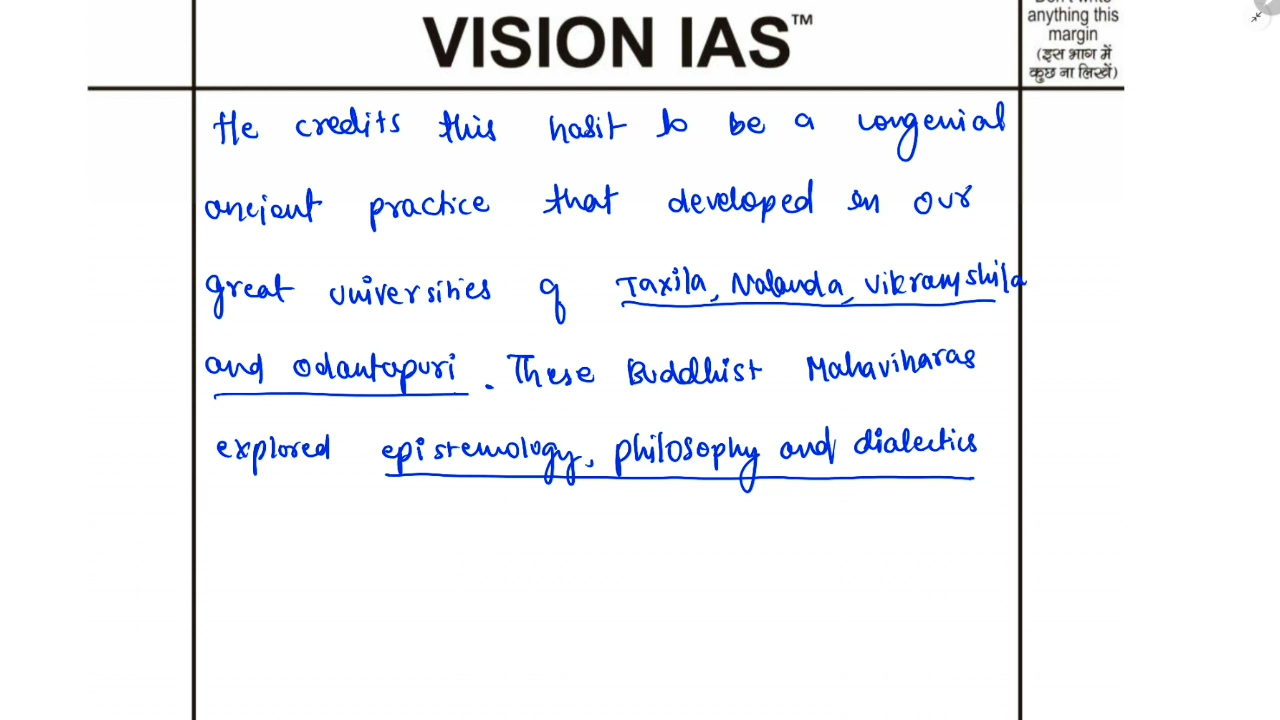 VISION IAS™
anything this
margin
(इस भाग में
कुछ ना लिखें)
He credits this habit to be a congenial
ancient practice that developed in our
great universities of Taxila, Nalanda, Vikramshila
and Odantapuri. These Buddhist Mahaviharas
explored epistemology, philosophy and dialectics